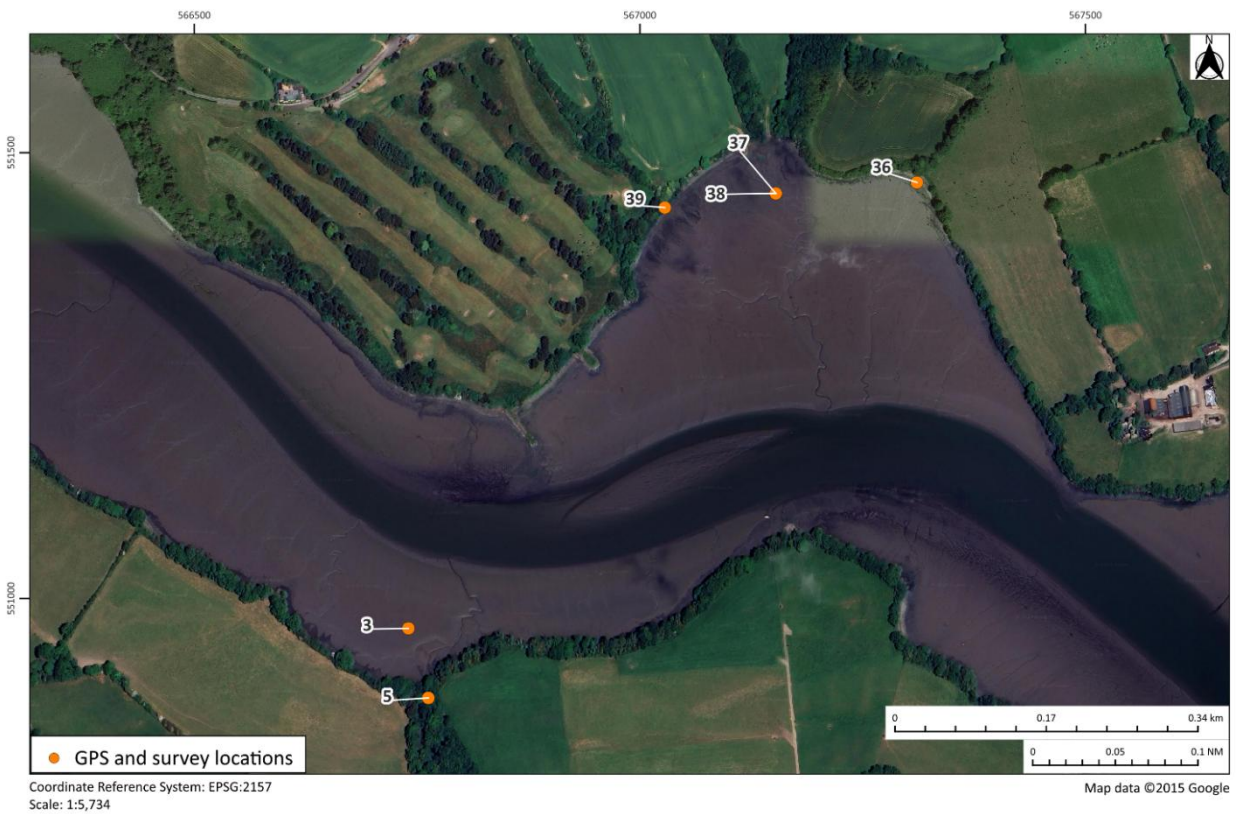 566500
567000
567500
N
551500
37
36
38
39
551000
3
5
0 0.17 0.34 km
0 0.05 0.1 NM
GPS and survey locations
Coordinate Reference System: EPSG:2157
Map data ©2015 Google
Scale: 1:5,734